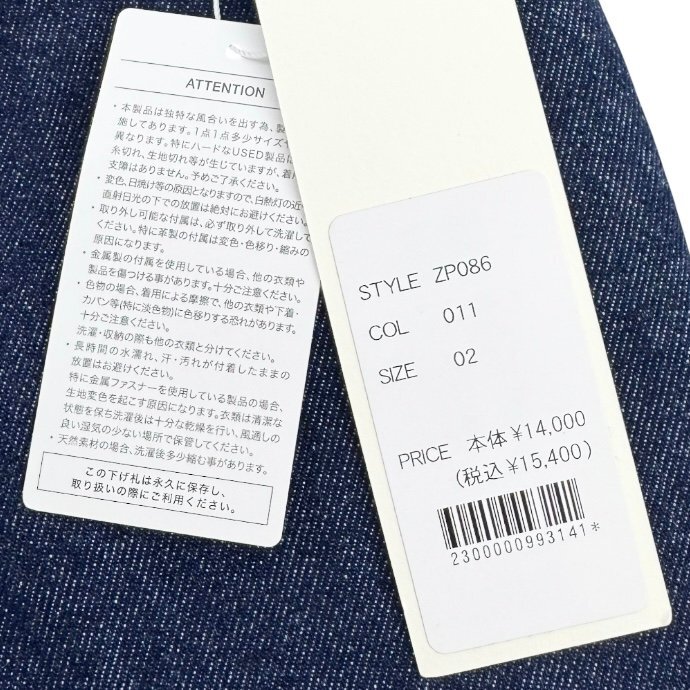 ATTENTION
・本製品は独特な風合いを出す為、製
施してあります。1点1点多少サイズや
異なります。特にハードなUSED製品に
糸切れ、生地切れ等が生じていますが、着用
支障はありません。予めご了承ください。
・変色、日焼け等の原因となりますので、白熱灯の近く
直射日光の下での放置は絶対にお避けください。
・取り外し可能な付属は、必ず取り外して洗濯して
ください。特に革製の付属は変色・色移り・縮みの
原因になります。
・金属製の付属を使用している場合、他の衣類や
製品を傷つける事があります。十分ご注意ください。
・色物の場合、着用による摩擦で、他の衣類や下着・
カバン等(特に淡色物)に色移りする恐れがあります。
十分ご注意ください。
洗濯・収納の際も他の衣類と分けてください。
・長時間の水濡れ、汗・汚れが付着したままの
放置はお避けください。
特に金属ファスナーを使用している製品の場合、
生地変色を起こす原因になります。衣類は清潔な
状態を保ち洗濯後は十分な乾燥を行い、風通しの
良い湿気の少ない場所で保管してください。
・天然素材の場合、洗濯後多少縮む事があります。
この下げ札は永久に保存し、
取り扱いの際にご利用ください。
STYLE ZP086
COL 011
SIZE 02
PRICE 本体¥14,000
(税込¥15,400)
2300000993141*